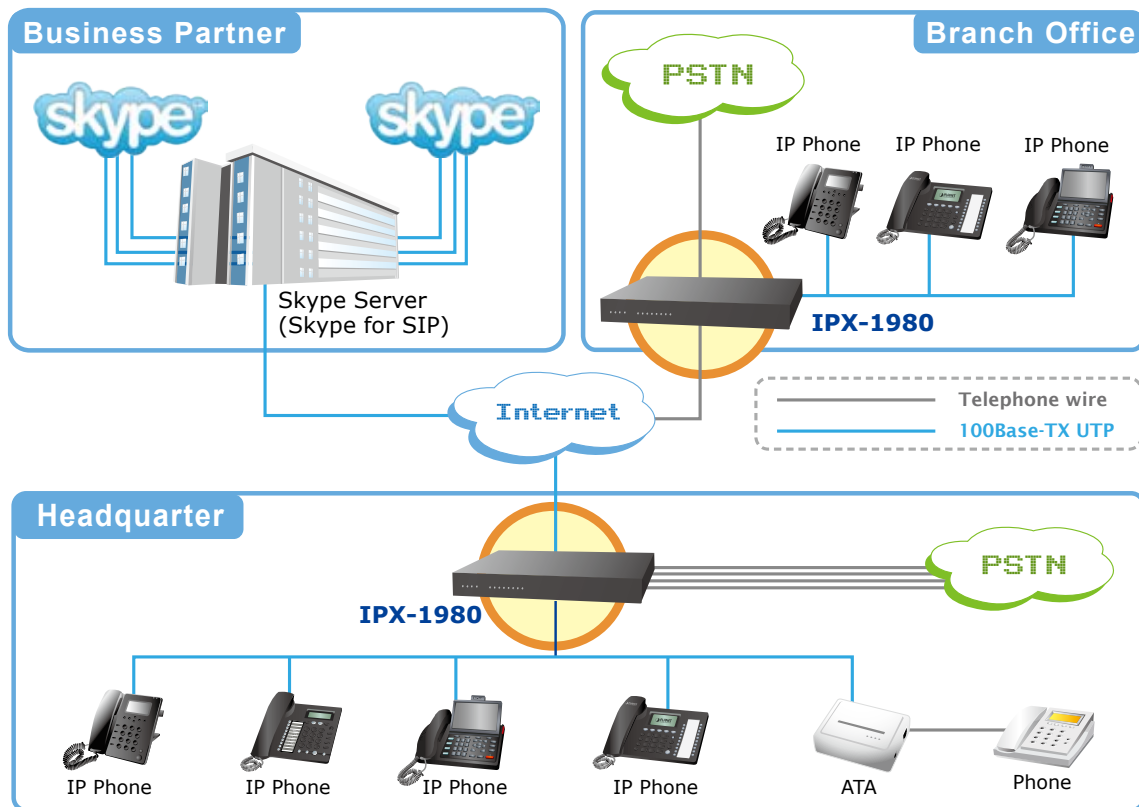 Business Partner
skype
skype
Skype Server
(Skype for SIP)
Branch Office
PSTN
IP Phone
IP Phone
IP Phone
IPX-1980
Internet
Telephone wire
100Base-TX UTP
Headquarter
IPX-1980
PSTN
IP Phone
IP Phone
IP Phone
IP Phone
ATA
Phone